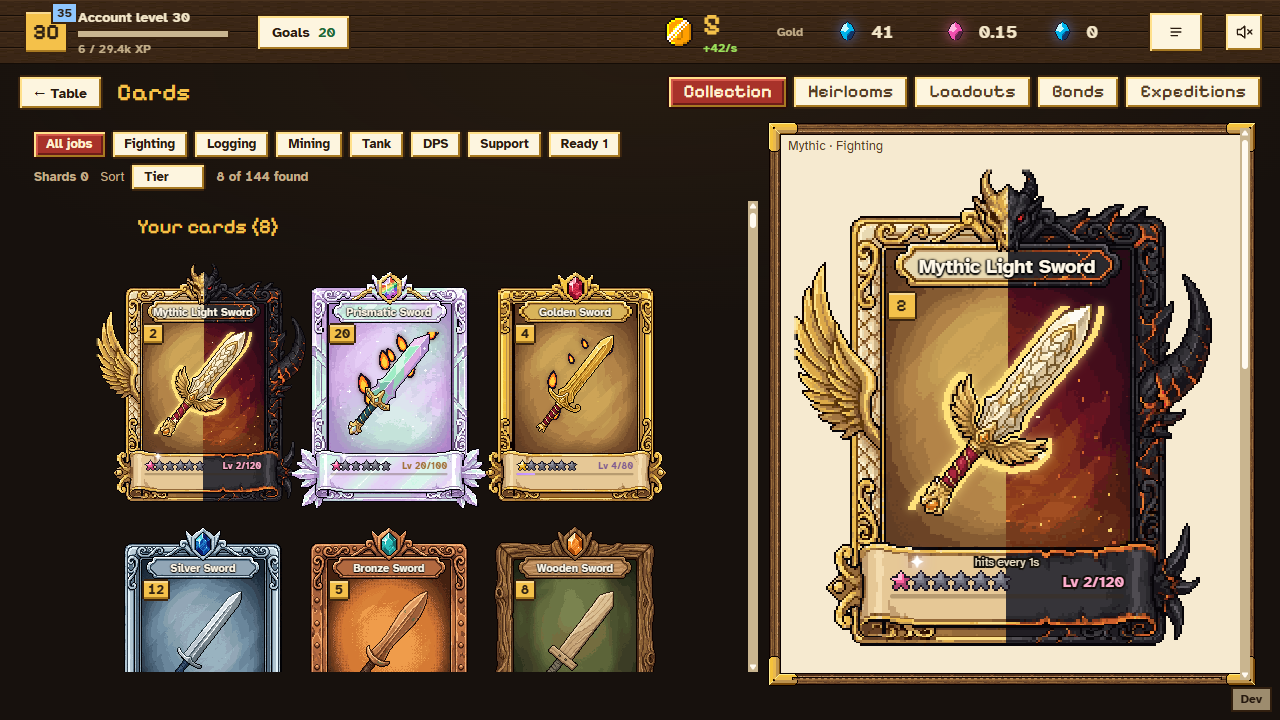 35
30
Account level 30
6 / 29.4k XP
Goals 20
8
+42/s
Gold
41
0.15
0
← Table
Cards
Collection
Heirlooms
Loadouts
Bonds
Expeditions
All jobs
Fighting
Logging
Mining
Tank
DPS
Support
Ready 1
Shards 0
Sort
Tier
8 of 144 found
Your cards (8)
Mythic Light Sword
2
Lv 2/120
Prismatic Sword
20
Lv 20/100
Golden Sword
4
Lv 4/80
Silver Sword
12
Bronze Sword
5
Wooden Sword
8
Mythic · Fighting
Mythic Light Sword
8
hits every 1s
Lv 2/120
Dev